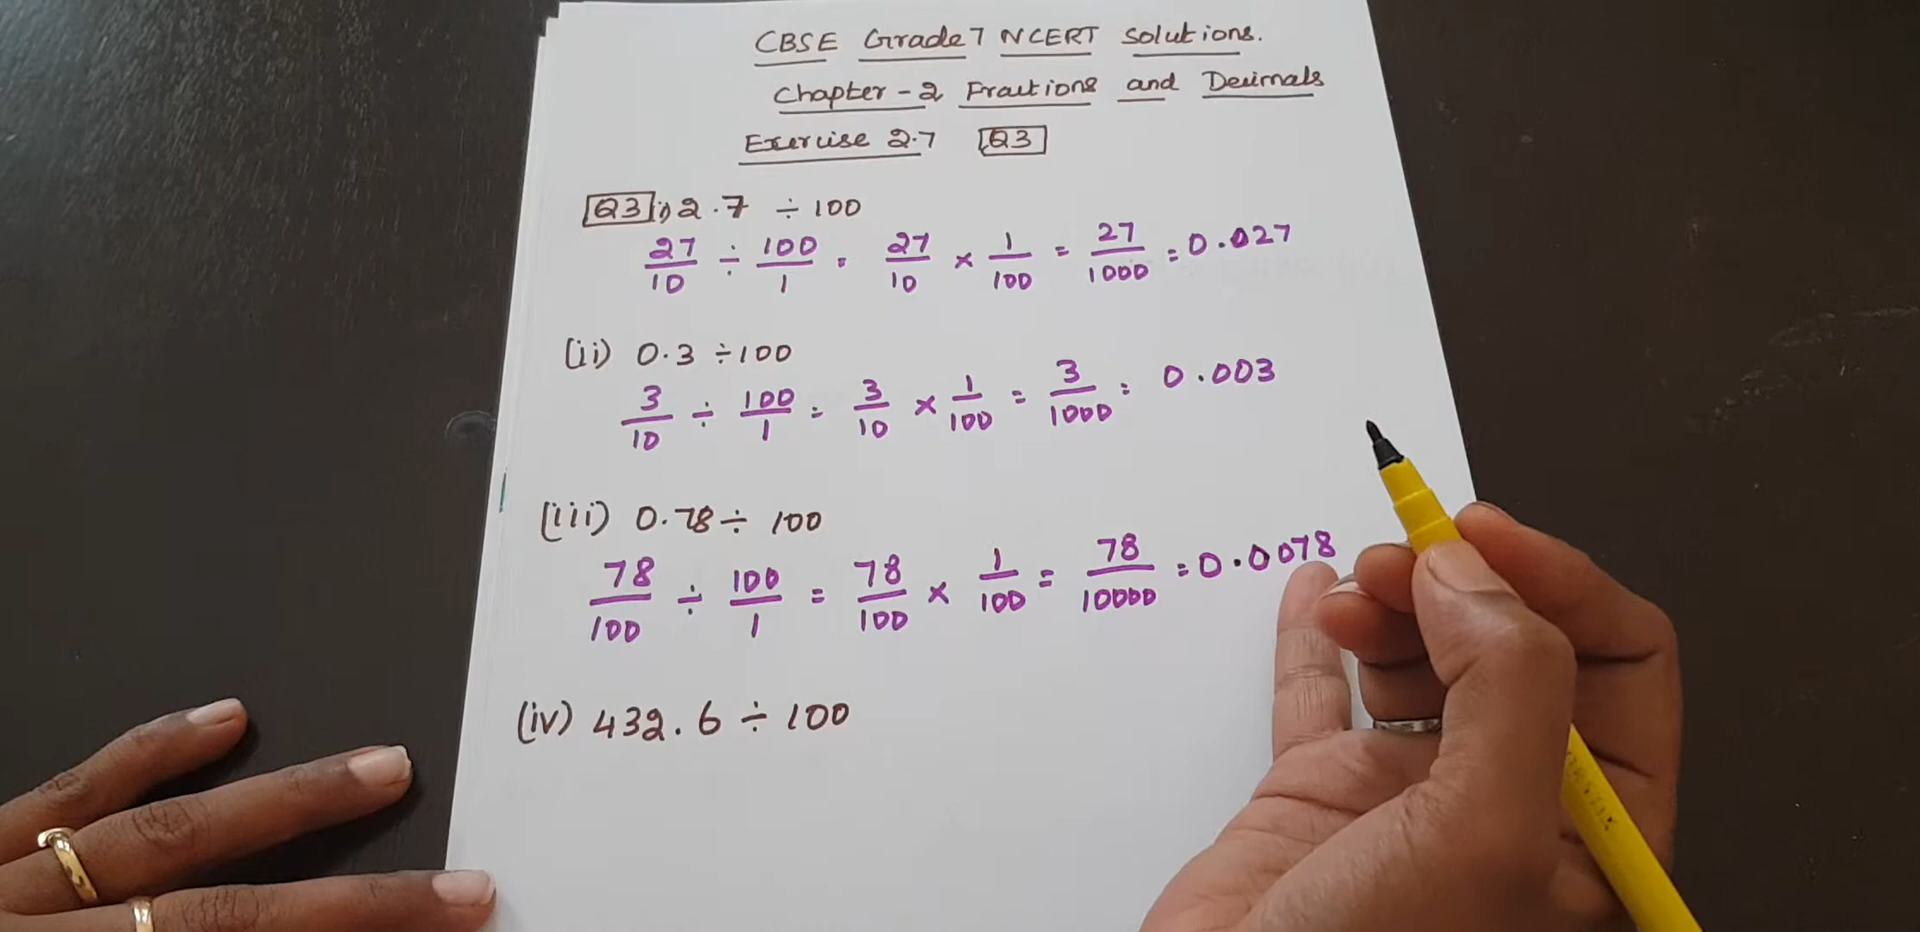 CBSE Grade 7 NCERT Solutions.
Chapter - 2 Fractions and Decimals
Exercise 2.7 Q3
Q3 i) 2.7 ÷ 100
27/10 ÷ 100/1 = 27/10 × 1/100 = 27/1000 = 0.027
(ii) 0.3 ÷ 100
3/10 ÷ 100/1 = 3/10 × 1/100 = 3/1000 = 0.003
(iii) 0.78 ÷ 100
78/100 ÷ 100/1 = 78/100 × 1/100 = 78/10000 = 0.0078
(iv) 432.6 ÷ 100